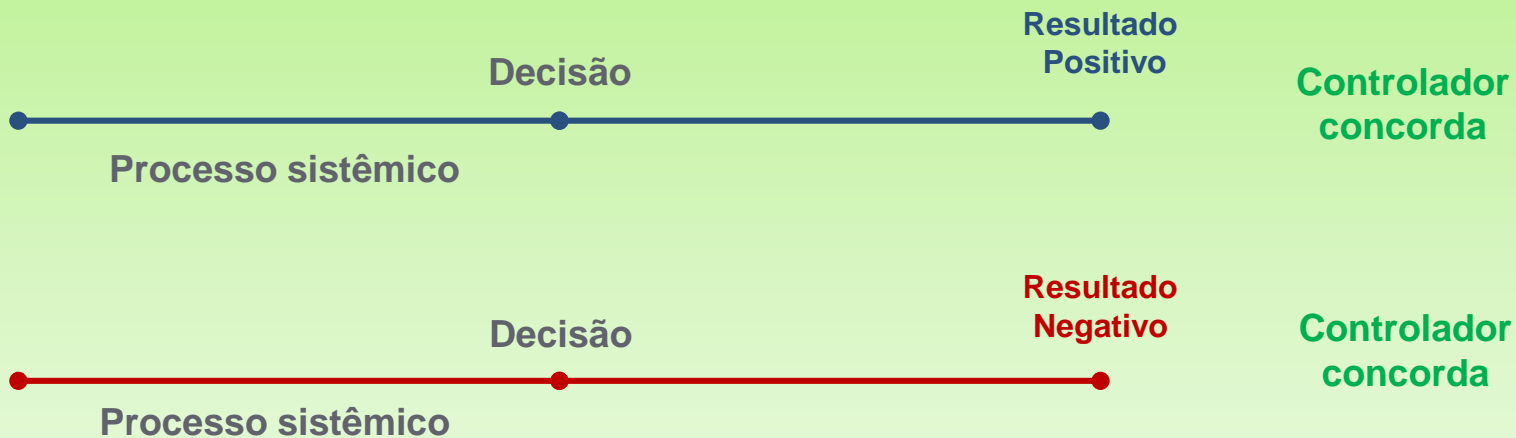 Resultado
Positivo
Decisão
Controlador
concorda
Processo sistêmico
Resultado
Negativo
Decisão
Controlador
concorda
Processo sistêmico